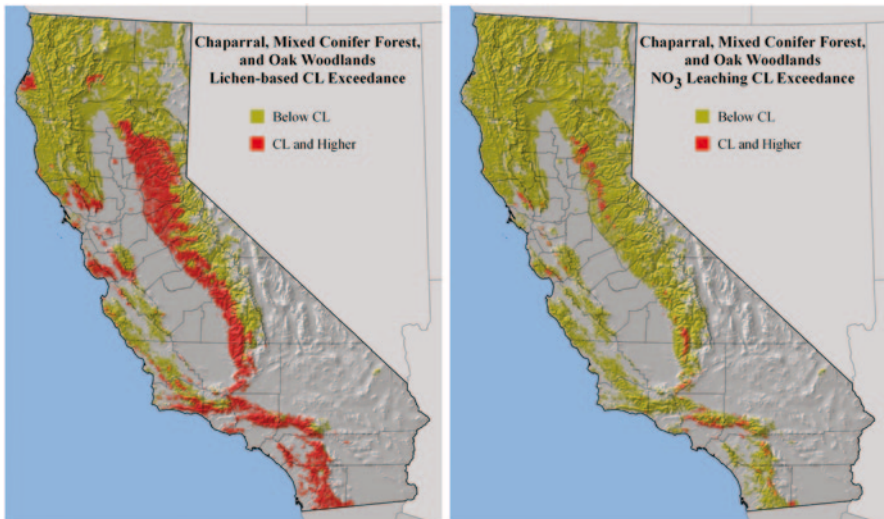 Chaparral, Mixed Conifer Forest,
and Oak Woodlands
Lichen-based CL Exceedance
Below CL
CL and Higher
Chaparral, Mixed Conifer Forest,
and Oak Woodlands
NO3 Leaching CL Exceedance
Below CL
CL and Higher